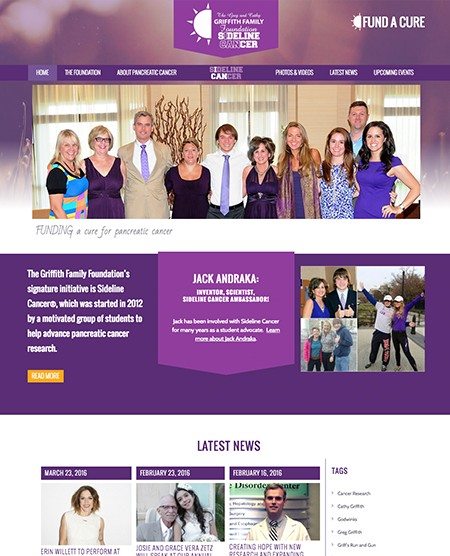 The Greg and Cathy
GRIFFITH FAMILY
Foundation
SIDELINE
CANCER
FUND A CURE
HOME
THE FOUNDATION
ABOUT PANCREATIC CANCER
SIDELINE
CANCER
PHOTOS & VIDEOS
LATEST NEWS
UPCOMING EVENTS
FUNDING a cure for pancreatic cancer
The Griffith Family Foundation's
signature initiative is Sideline
Cancer®, which was started in 2012
by a motivated group of students to
help advance pancreatic cancer
research.
READ MORE
JACK ANDRAKA:
INVENTOR, SCIENTIST,
SIDELINE CANCER AMBASSADOR!
Jack has been involved with Sideline Cancer
for many years as a student advocate. Learn
more about Jack Andraka.
LATEST NEWS
MARCH 23, 2016
ERIN WILLETT TO PERFORM AT
FEBRUARY 23, 2016
JOSIE AND GRACE VERA ZETZ
WILL SPEAK AT OUR ANNUAL
FEBRUARY 16, 2016
CREATING HOPE WITH NEW
RESEARCH AND EXPANDING
TAGS
Cancer Research
Cathy Griffith
Godwinks
Greg Griffith
Griff's Run and Gun